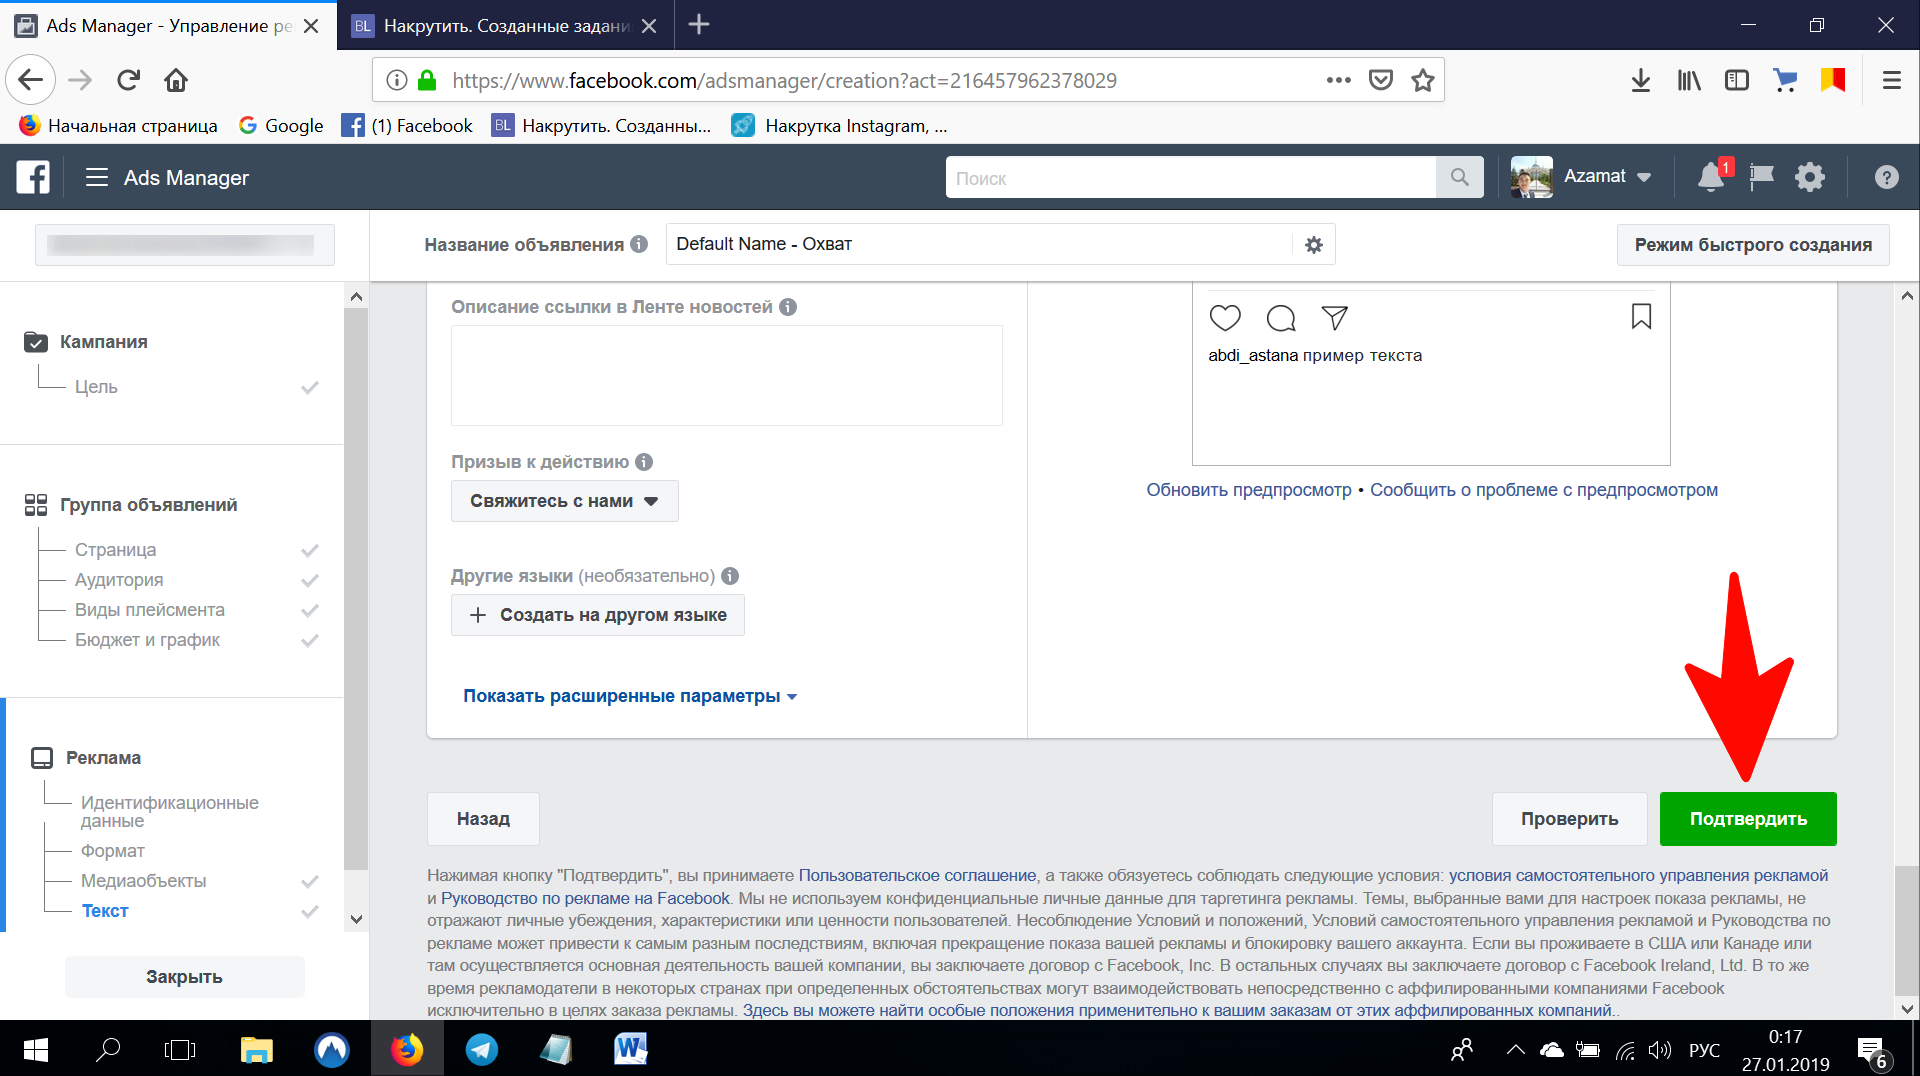 Ads Manager - Управление ре
BL Накрутить. Созданные задани
https://www.facebook.com/adsmanager/creation?act=216457962378029
Начальная страница
Google
(1) Facebook
BL Накрутить. Созданны...
Накрутка Instagram, ...
Ads Manager
Поиск
Azamat
1
Название объявления
Default Name - Охват
Режим быстрого создания
Кампания
Цель
Группа объявлений
Страница
Аудитория
Виды плейсмента
Бюджет и график
Реклама
Идентификационные
данные
Формат
Медиаобъекты
Текст
Закрыть
Описание ссылки в Ленте новостей
Призыв к действию
Свяжитесь с нами
Другие языки (необязательно)
+ Создать на другом языке
Показать расширенные параметры
abdi_astana пример текста
Обновить предпросмотр • Сообщить о проблеме с предпросмотром
Назад
Проверить
Подтвердить
Нажимая кнопку "Подтвердить", вы принимаете Пользовательское соглашение, а также обязуетесь соблюдать следующие условия: условия самостоятельного управления рекламой
и Руководство по рекламе на Facebook. Мы не используем конфиденциальные личные данные для таргетинга рекламы. Темы, выбранные вами для настроек показа рекламы, не
отражают личные убеждения, характеристики или ценности пользователей. Несоблюдение Условий и положений, Условий самостоятельного управления рекламой и Руководства по
рекламе может привести к самым разным последствиям, включая прекращение показа вашей рекламы и блокировку вашего аккаунта. Если вы проживаете в США или Канаде или
там осуществляется основная деятельность вашей компании, вы заключаете договор с Facebook, Inc. В остальных случаях вы заключаете договор с Facebook Ireland, Ltd. В то же
время рекламодатели в некоторых странах при определенных обстоятельствах могут взаимодействовать непосредственно с аффилированными компаниями Facebook
исключительно в целях заказа рекламы. Здесь вы можете найти особые положения применительно к вашим заказам от этих аффилированных компаний..
РУС
0:17
27.01.2019
6